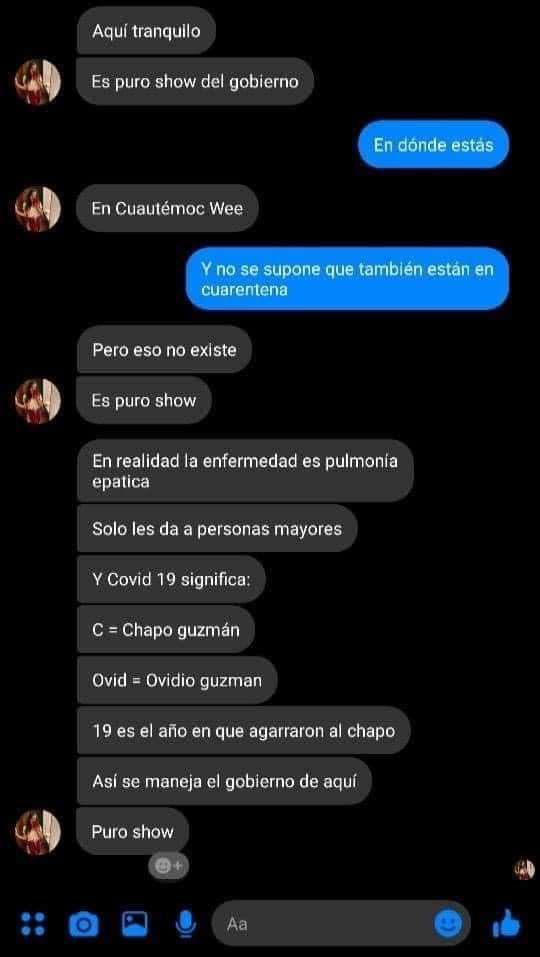 Aquí tranquilo
Es puro show del gobierno
En dónde estás
En Cuautémoc Wee
Y no se supone que también están en
cuarentena
Pero eso no existe
Es puro show
En realidad la enfermedad es pulmonía
epatica
Solo les da a personas mayores
Y Covid 19 significa:
C = Chapo guzmán
Ovid = Ovidio guzman
19 es el año en que agarraron al chapo
Así se maneja el gobierno de aquí
Puro show
Aa